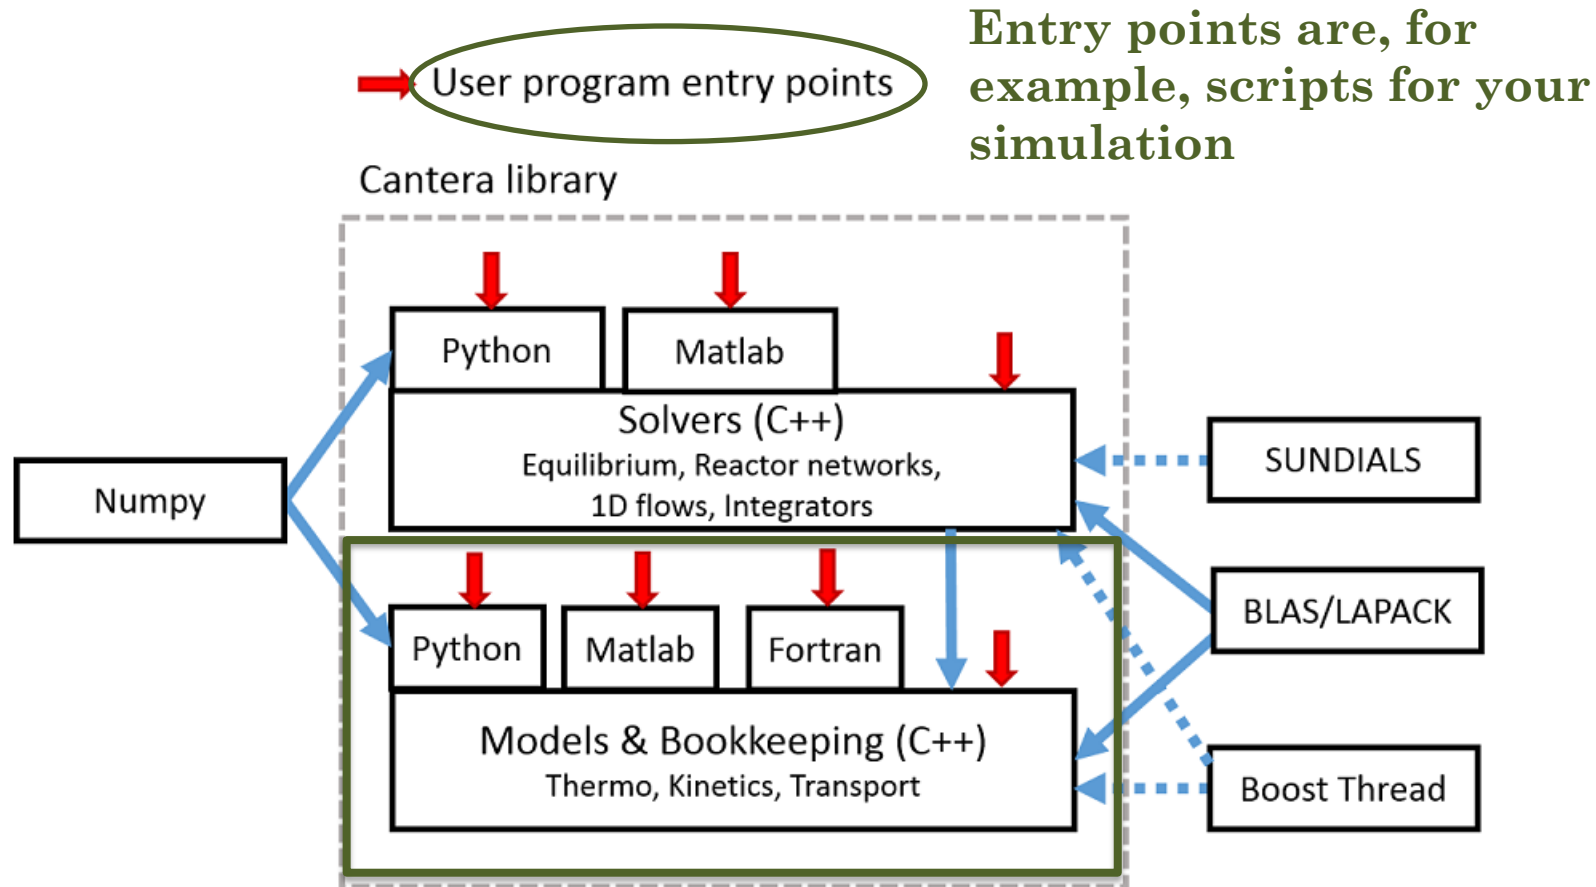 Entry points are, for
example, scripts for your
simulation
User program entry points
Cantera library
Python
Matlab
Solvers (C++)
Equilibrium, Reactor networks,
1D flows, Integrators
Numpy
SUNDIALS
BLAS/LAPACK
Boost Thread
Python
Matlab
Fortran
Models & Bookkeeping (C++)
Thermo, Kinetics, Transport